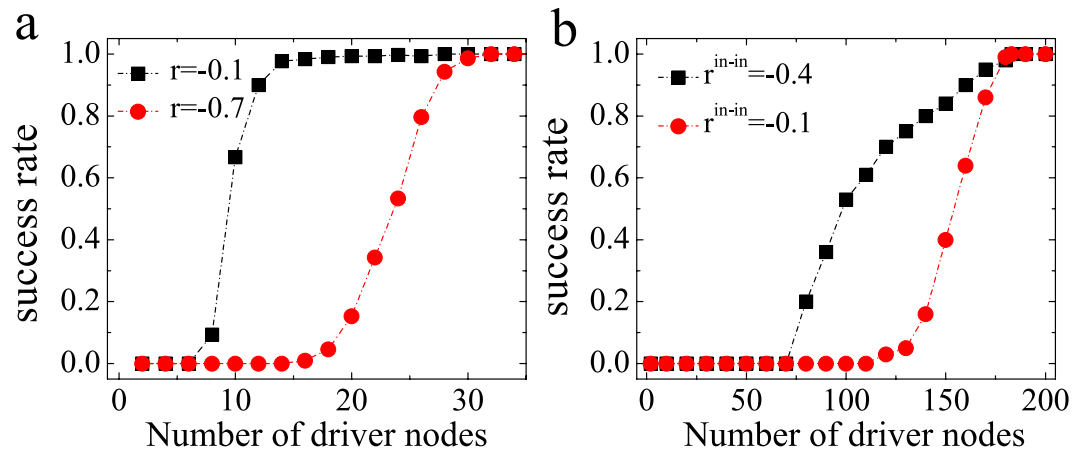 a
success rate
1.0
0.8
0.6
0.4
0.2
0.0
r=-0.1
r=-0.7
0 10 20 30
Number of driver nodes
b
success rate
1.0
0.8
0.6
0.4
0.2
0.0
r^in-in=-0.4
r^in-in=-0.1
0 50 100 150 200
Number of driver nodes